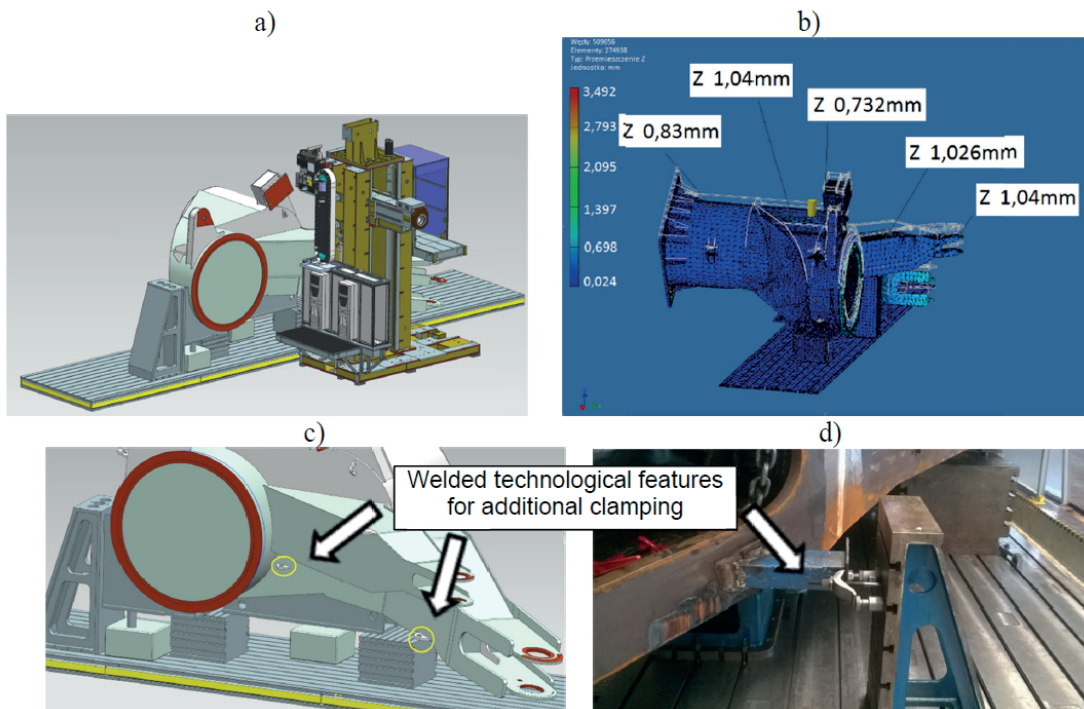 a)
b)
Węzły: 509656
Elementy: 274938
Typ: Przemieszczenie Z
Jednostka: mm
3,492
2,793
2,095
1,397
0,698
0,024
Z 1,04mm
Z 0,732mm
Z 0,83mm
Z 1,026mm
Z 1,04mm
c)
d)
Welded technological features
for additional clamping